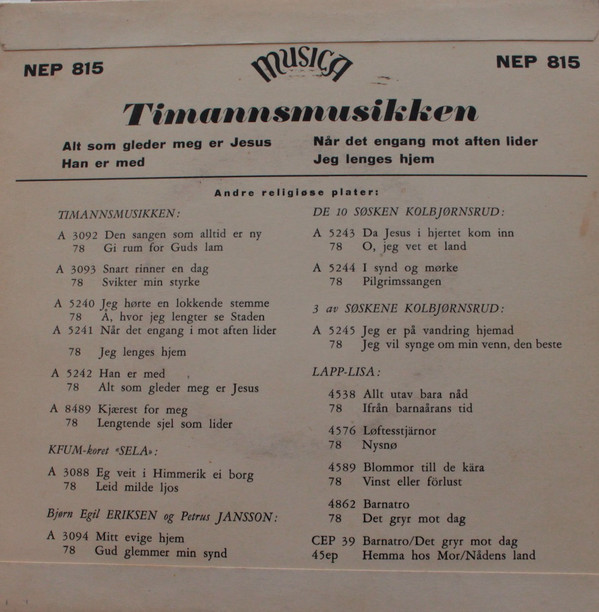 NEP 815
MUSICA
NEP 815
Timannsmusikken
Alt som gleder meg er Jesus
Han er med
Når det engang mot aften lider
Jeg lenges hjem
Andre religiøse plater:
TIMANNSMUSIKKEN:
A 3092 Den sangen som alltid er ny
78 Gi rum for Guds lam
A 3093 Snart rinner en dag
78 Svikter min styrke
A 5240 Jeg hørte en lokkende stemme
78 Å, hvor jeg lengter se Staden
A 5241 Når det engang i mot aften lider
78 Jeg lenges hjem
A 5242 Han er med
78 Alt som gleder meg er Jesus
A 8489 Kjærest for meg
78 Lengtende sjel som lider
KFUM-koret «SELA»:
A 3088 Eg veit i Himmerik ei borg
78 Leid milde ljos
Bjørn Egil ERIKSEN og Petrus JANSSON:
A 3094 Mitt evige hjem
78 Gud glemmer min synd
DE 10 SØSKEN KOLBJØRNSRUD:
A 5243 Da Jesus i hjertet kom inn
78 O, jeg vet et land
A 5244 I synd og mørke
78 Pilgrimssangen
3 av SØSKENE KOLBJØRNSRUD:
A 5245 Jeg er på vandring hjemad
78 Jeg vil synge om min venn, den beste
LAPP-LISA:
4538 Allt utav bara nåd
78 Ifrån barnaårans tid
4576 Løftesstjärnor
78 Nysnø
4589 Blommor till de kära
78 Vinst eller förlust
4862 Barnatro
78 Det gryr mot dag
CEP 39 Barnatro/Det gryr mot dag
45ep Hemma hos Mor/Nådens land